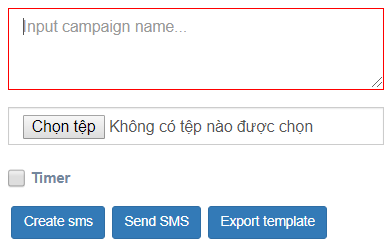 Input campaign name...
Chọn tệp Không có tệp nào được chọn
Timer
Create sms Send SMS Export template